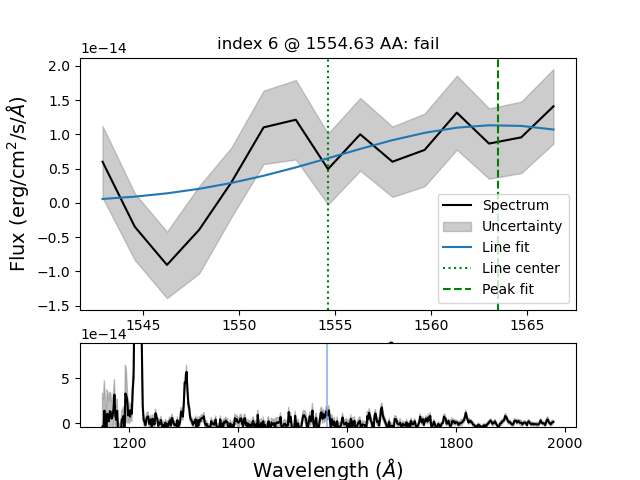 index 6 @ 1554.63 AA: fail
1e−14
2.0
1.5
1.0
0.5
0.0
−0.5
−1.0
−1.5
Flux (erg/cm²/s/Å)
Spectrum
Uncertainty
Line fit
Line center
Peak fit
1545
1550
1555
1560
1565
1e−14
5
0
1200
1400
1600
1800
2000
Wavelength (Å)